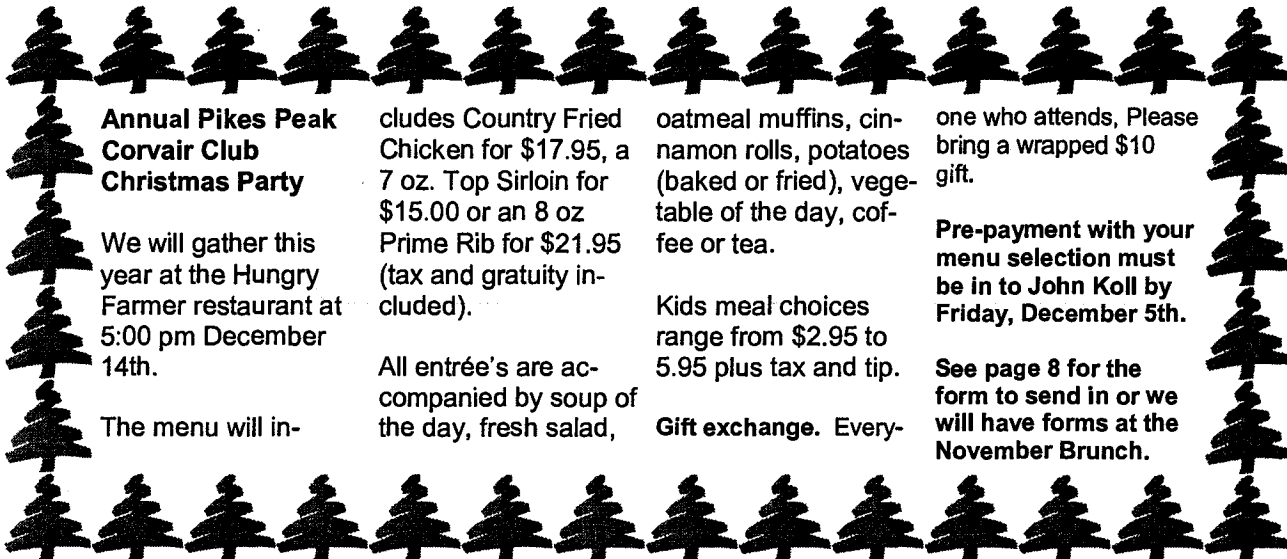 Annual Pikes Peak
Corvair Club
Christmas Party
We will gather this
year at the Hungry
Farmer restaurant at
5:00 pm December
14th.
The menu will in-
cludes Country Fried
Chicken for $17.95, a
7 oz. Top Sirloin for
$15.00 or an 8 oz
Prime Rib for $21.95
(tax and gratuity in-
cluded).
All entrée's are ac-
companied by soup of
the day, fresh salad,
oatmeal muffins, cin-
namon rolls, potatoes
(baked or fried), vege-
table of the day, cof-
fee or tea.
Kids meal choices
range from $2.95 to
5.95 plus tax and tip.
Gift exchange. Every-
one who attends, Please
bring a wrapped $10
gift.
Pre-payment with your
menu selection must
be in to John Koll by
Friday, December 5th.
See page 8 for the
form to send in or we
will have forms at the
November Brunch.